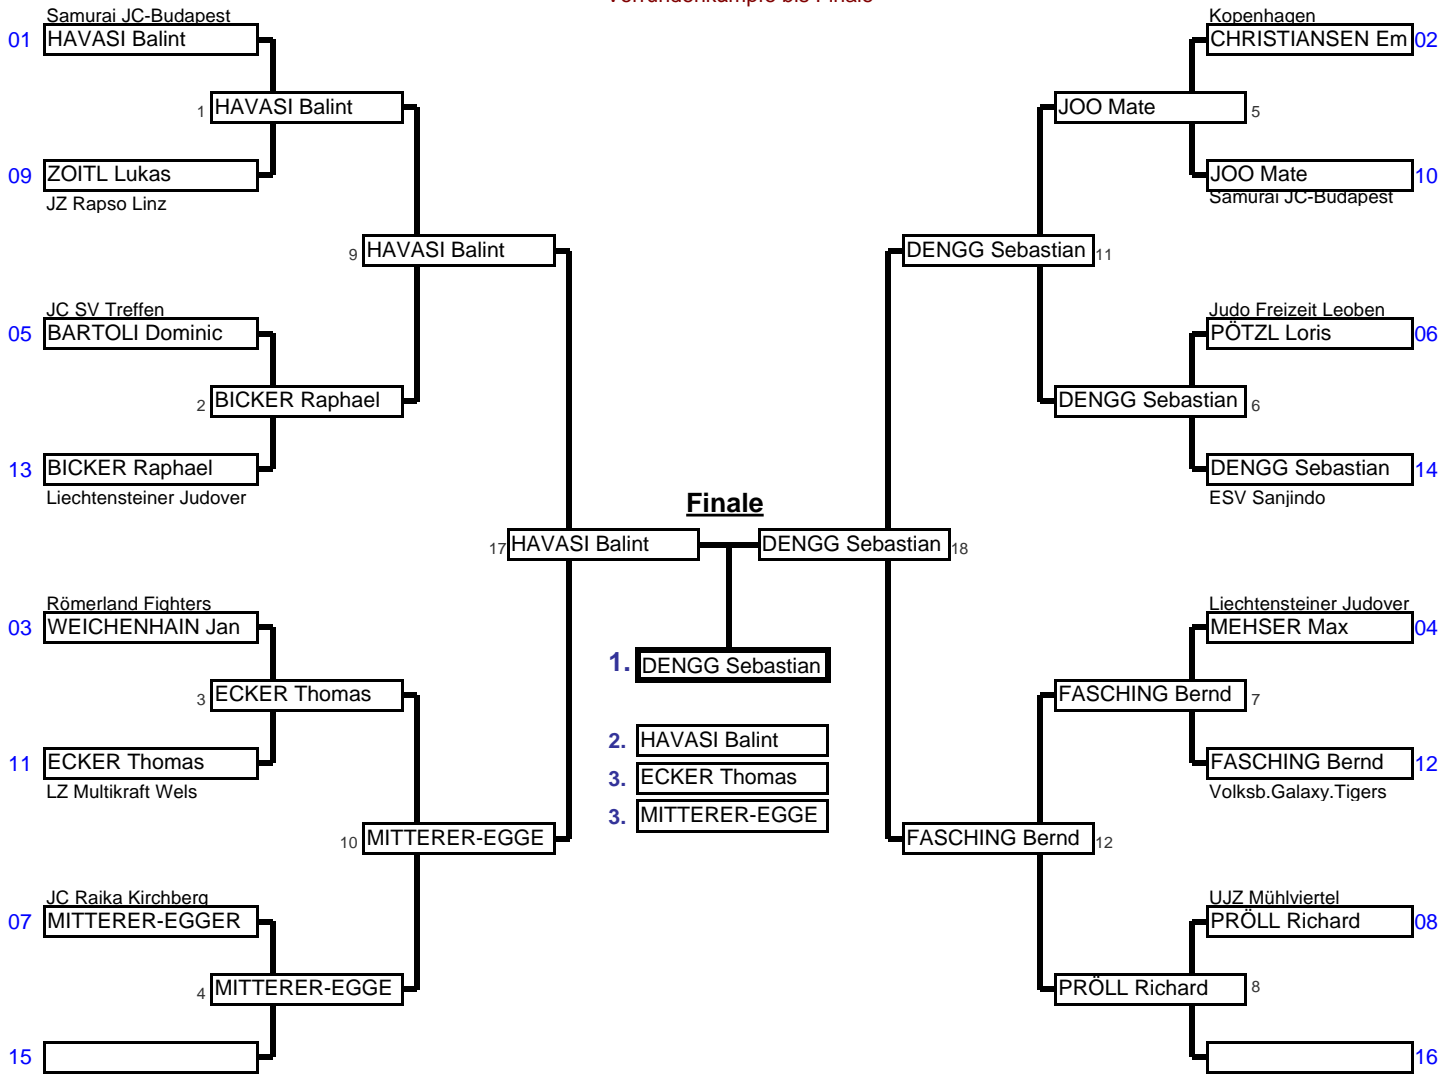 Samurai JC-Budapest
01 HAVASI Balint
1 HAVASI Balint
09 ZOITL Lukas
JZ Rapso Linz
9 HAVASI Balint
JC SV Treffen
05 BARTOLI Dominic
2 BICKER Raphael
13 BICKER Raphael
Liechtensteiner Judover
17 HAVASI Balint
Römerland Fighters
03 WEICHENHAIN Jan
3 ECKER Thomas
11 ECKER Thomas
LZ Multikraft Wels
10 MITTERER-EGGE
JC Raika Kirchberg
07 MITTERER-EGGER
4 MITTERER-EGGE
15
Vorrundenkämpfe bis Finale
Finale
1. DENGG Sebastian
2. HAVASI Balint
3. ECKER Thomas
3. MITTERER-EGGE
Kopenhagen
CHRISTIANSEN Em 02
JOO Mate 5
JOO Mate 10
Samurai JC-Budapest
DENGG Sebastian 11
Judo Freizeit Leoben
PÖTZL Loris 06
DENGG Sebastian 6
DENGG Sebastian 14
ESV Sanjindo
DENGG Sebastian 18
Liechtensteiner Judover
MEHSER Max 04
FASCHING Bernd 7
FASCHING Bernd 12
Volksb.Galaxy.Tigers
FASCHING Bernd 12
UJZ Mühlviertel
PRÖLL Richard 08
PRÖLL Richard 8
16